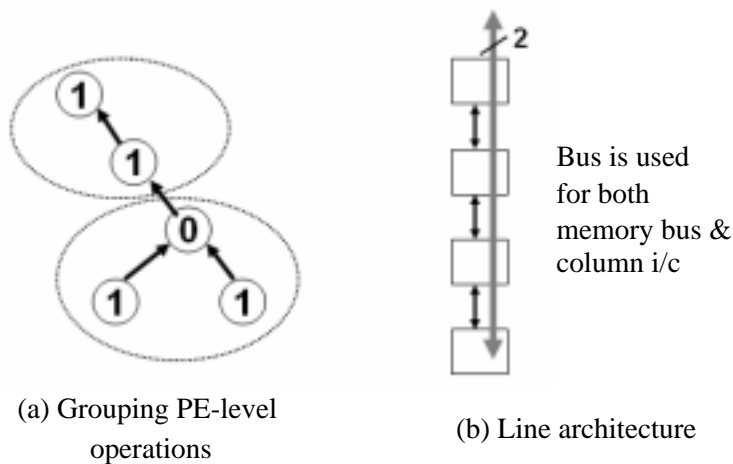 1
1
0
1
1
2
Bus is used
for both
memory bus &
column i/c
(a) Grouping PE-level
operations
(b) Line architecture